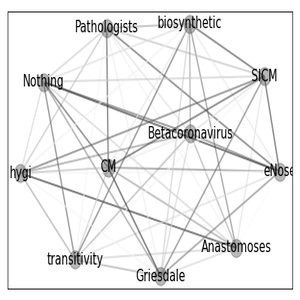 Pathologists
biosynthetic
Nothing
SICM
Betacoronavirus
hygi
CM
eNose
transitivity
Anastomoses
Griesdale